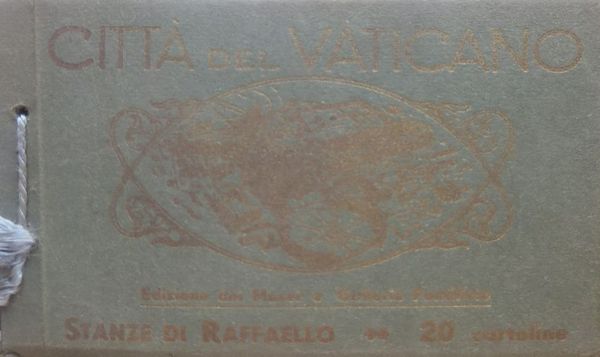 CITTÀ DEL VATICANO
Edizione dei Musei e Gallerie Pontificie
STANZE DI RAFFAELLO 20 cartoline